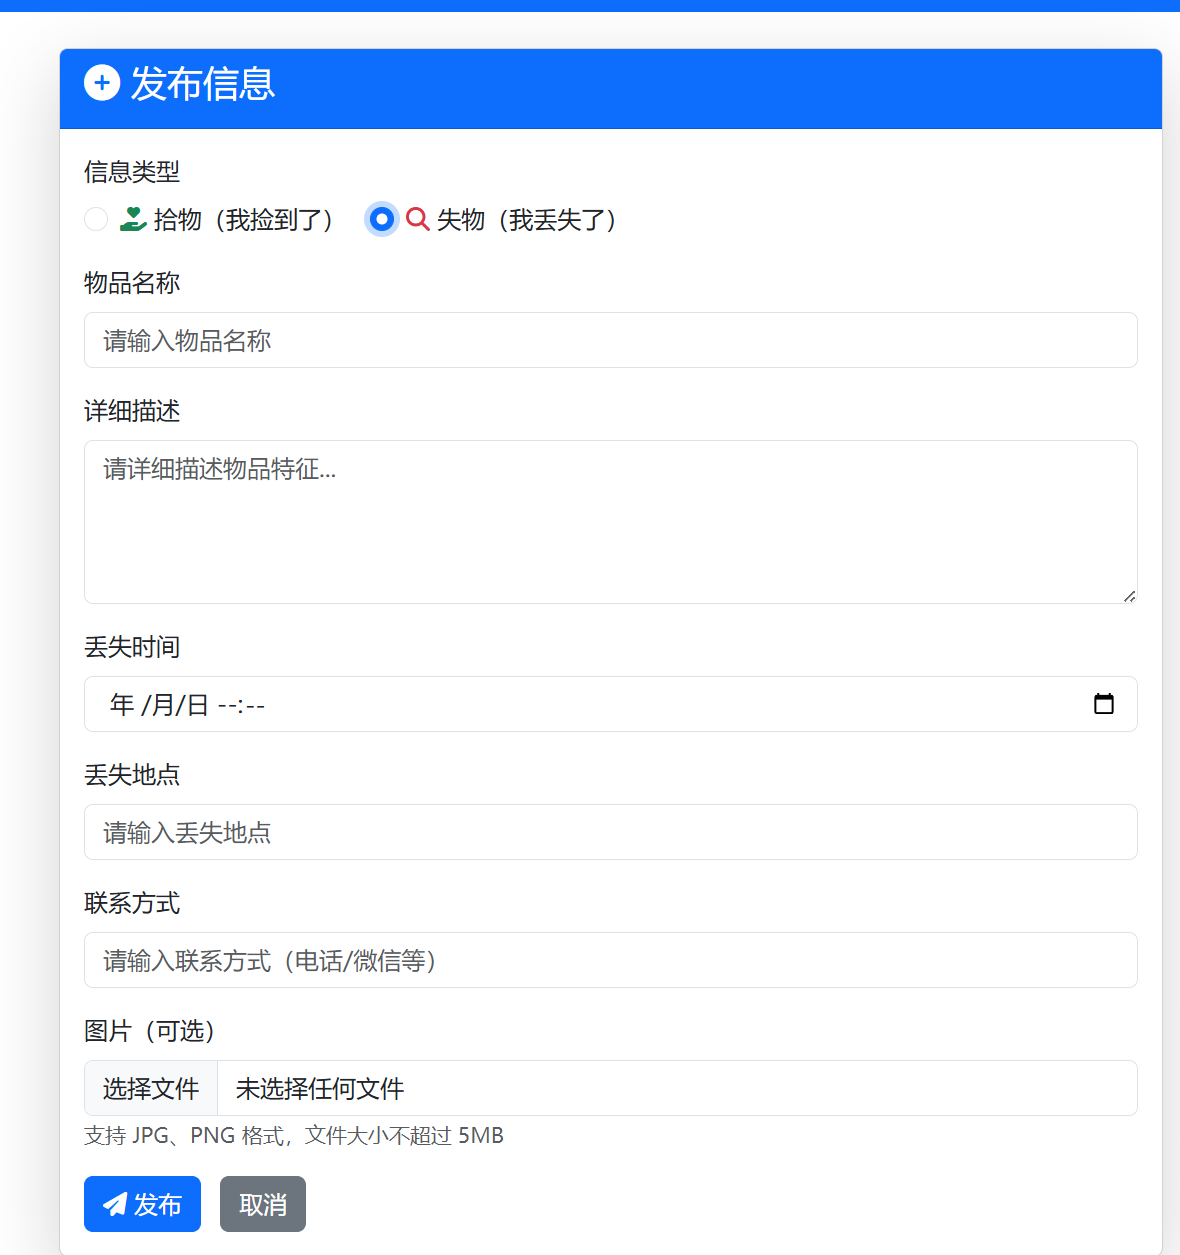 发布信息
信息类型
拾物（我捡到了） 失物（我丢失了）
物品名称
请输入物品名称
详细描述
请详细描述物品特征...
丢失时间
年 /月/日 --:--
丢失地点
请输入丢失地点
联系方式
请输入联系方式（电话/微信等）
图片（可选）
选择文件 未选择任何文件
支持 JPG、PNG 格式，文件大小不超过 5MB
发布 取消